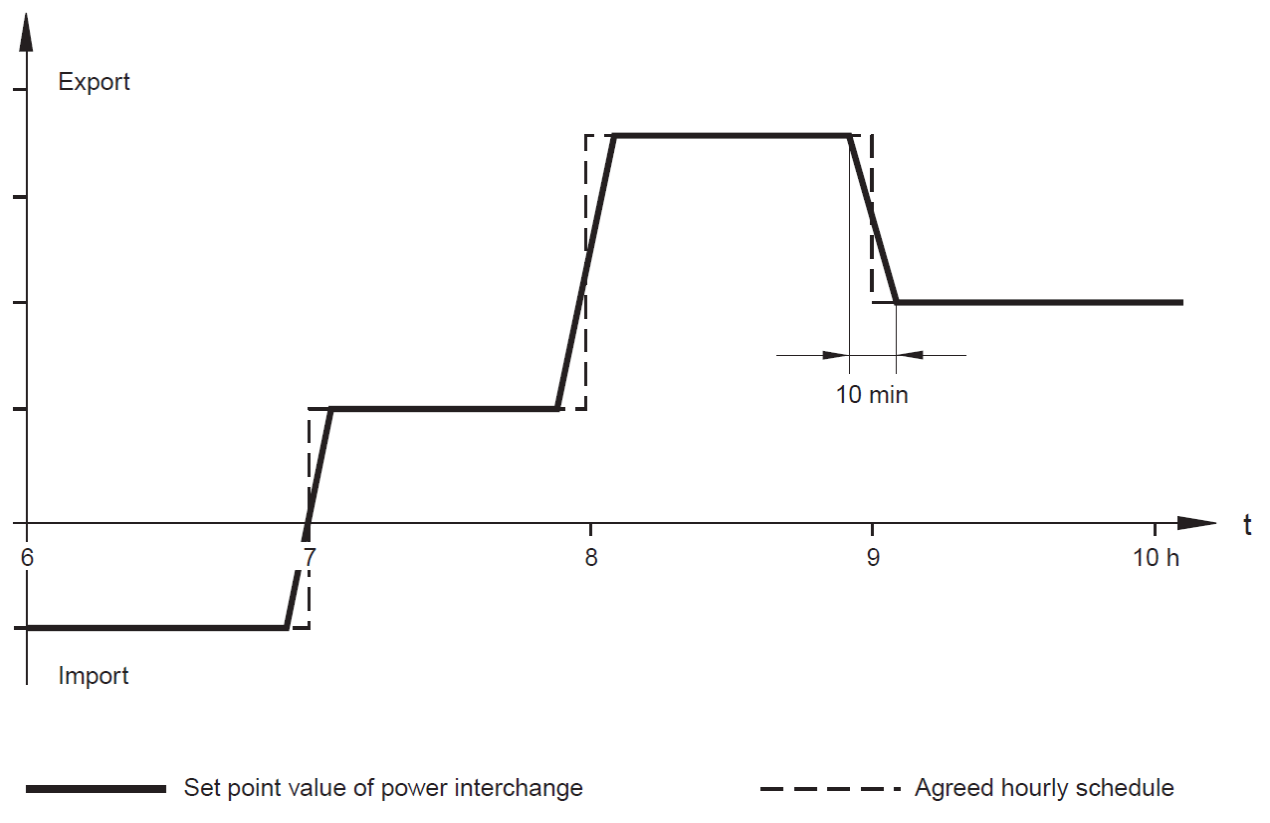 Export
10 min
t
6 7 8 9 10 h
Import
Set point value of power interchange Agreed hourly schedule